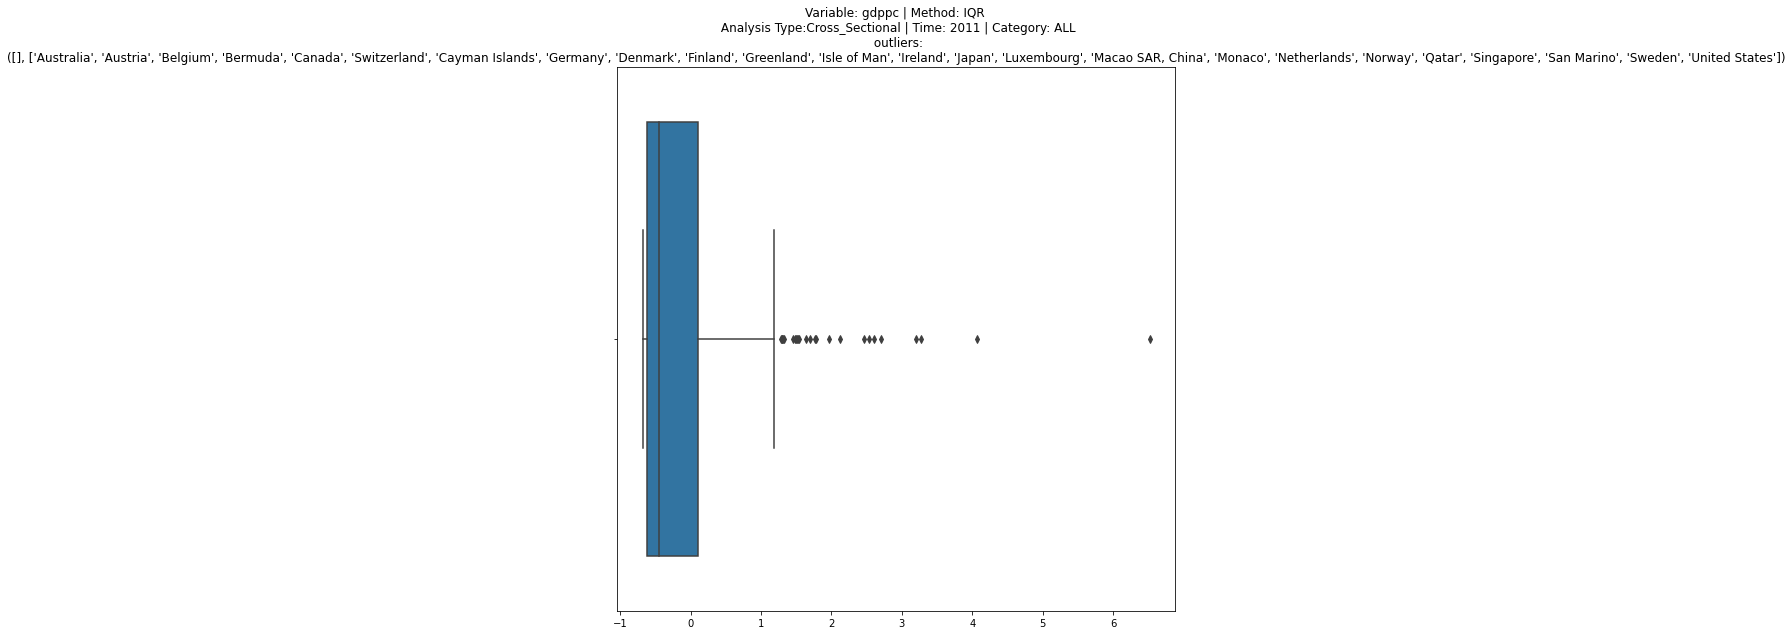 Variable: gdppc | Method: IQR
Analysis Type:Cross_Sectional | Time: 2011 | Category: ALL
outliers:
([], ['Australia', 'Austria', 'Belgium', 'Bermuda', 'Canada', 'Switzerland', 'Cayman Islands', 'Germany', 'Denmark', 'Finland', 'Greenland', 'Isle of Man', 'Ireland', 'Japan', 'Luxembourg', 'Macao SAR, China', 'Monaco', 'Netherlands', 'Norway', 'Qatar', 'Singapore', 'San Marino', 'Sweden', 'United States'])
−1 0 1 2 3 4 5 6